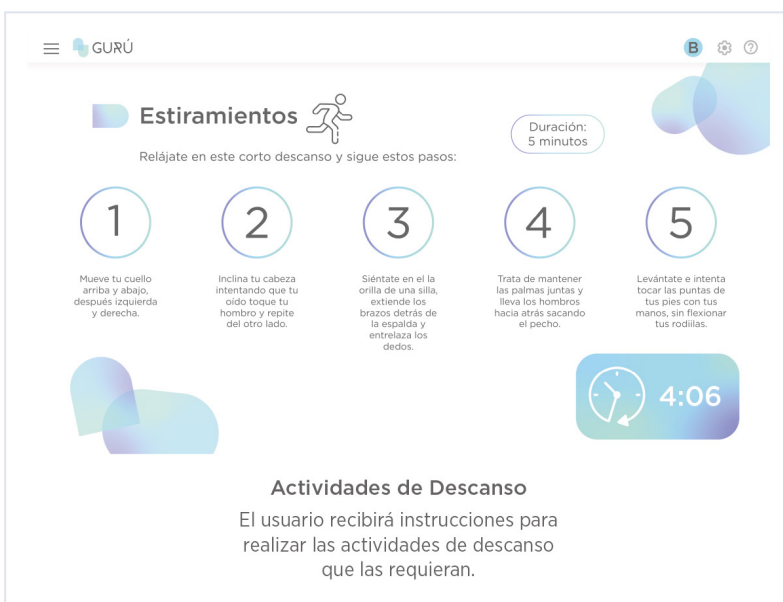 GURÚ
B
?
Estiramientos
Duración:
5 minutos
Relájate en este corto descanso y sigue estos pasos:
1
Mueve tu cuello
arriba y abajo,
después izquierda
y derecha.
2
Inclina tu cabeza
intentando que tu
oído toque tu
hombro y repite
del otro lado.
3
Siéntate en el la
orilla de una silla,
extiende los
brazos detrás de
la espalda y
entrelaza los
dedos.
4
Trata de mantener
las palmas juntas y
lleva los hombros
hacia atrás sacando
el pecho.
5
Levántate e intenta
tocar las puntas de
tus pies con tus
manos, sin flexionar
tus rodiilas.
4:06
Actividades de Descanso
El usuario recibirá instrucciones para
realizar las actividades de descanso
que las requieran.